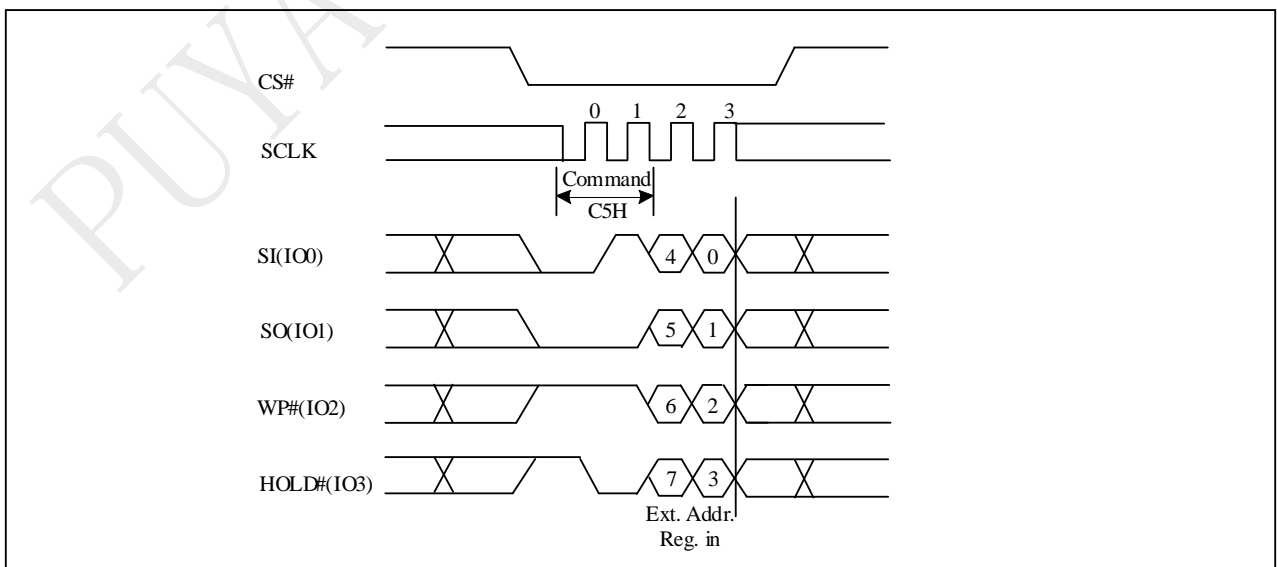 PUYA
CS#
0 1 2 3
SCLK
Command
C5H
SI(IO0)
4 0
SO(IO1)
5 1
WP#(IO2)
6 2
HOLD#(IO3)
7 3
Ext. Addr.
Reg. in